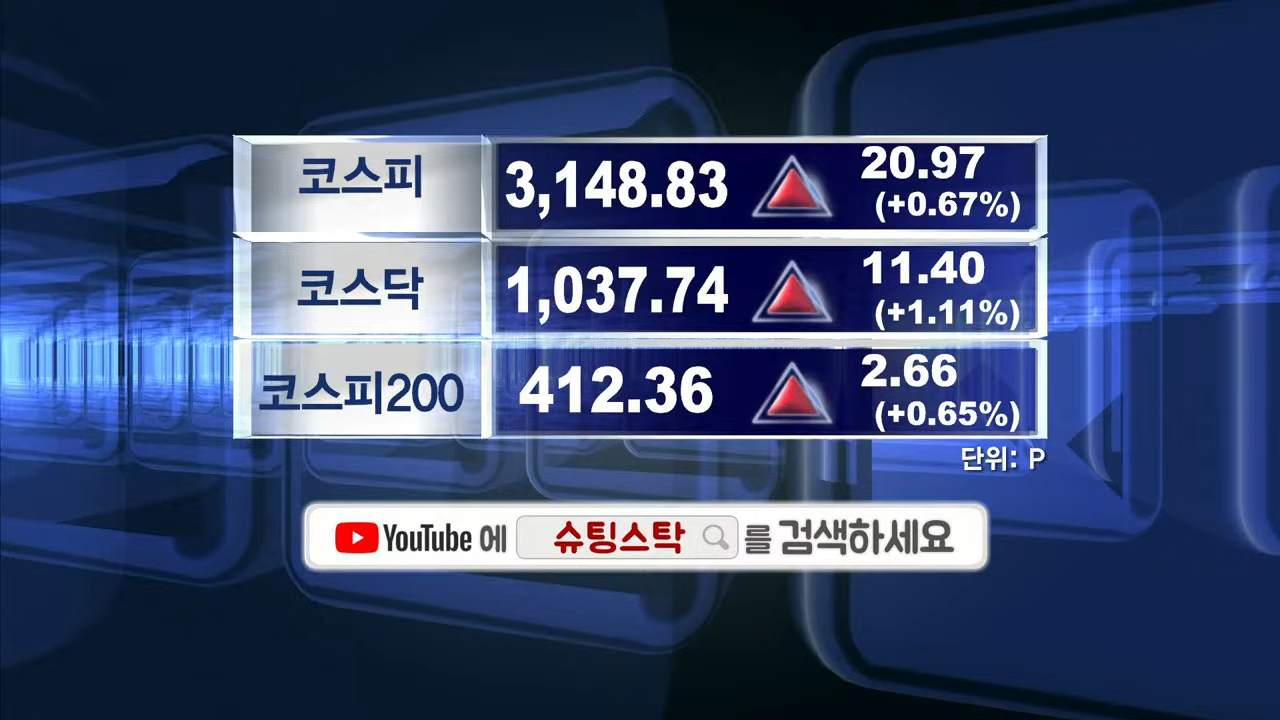 코스피 3,148.83 20.97
(+0.67%)
코스닥 1,037.74 11.40
(+1.11%)
코스피200 412.36 2.66
(+0.65%)
단위: P
YouTube 에 슈팅스탁 를 검색하세요